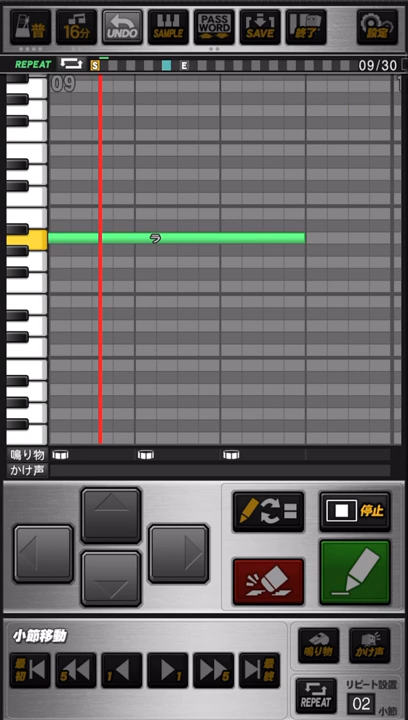 普 16分 UNDO SAMPLE PASS WORD SAVE 終了 設定
REPEAT S E 09/30
09
ラ
鳴り物
かけ声
停止
小節移動
最初 5 1 1 5 最終
鳴り物 かけ声
REPEAT リピート設置
02 小節